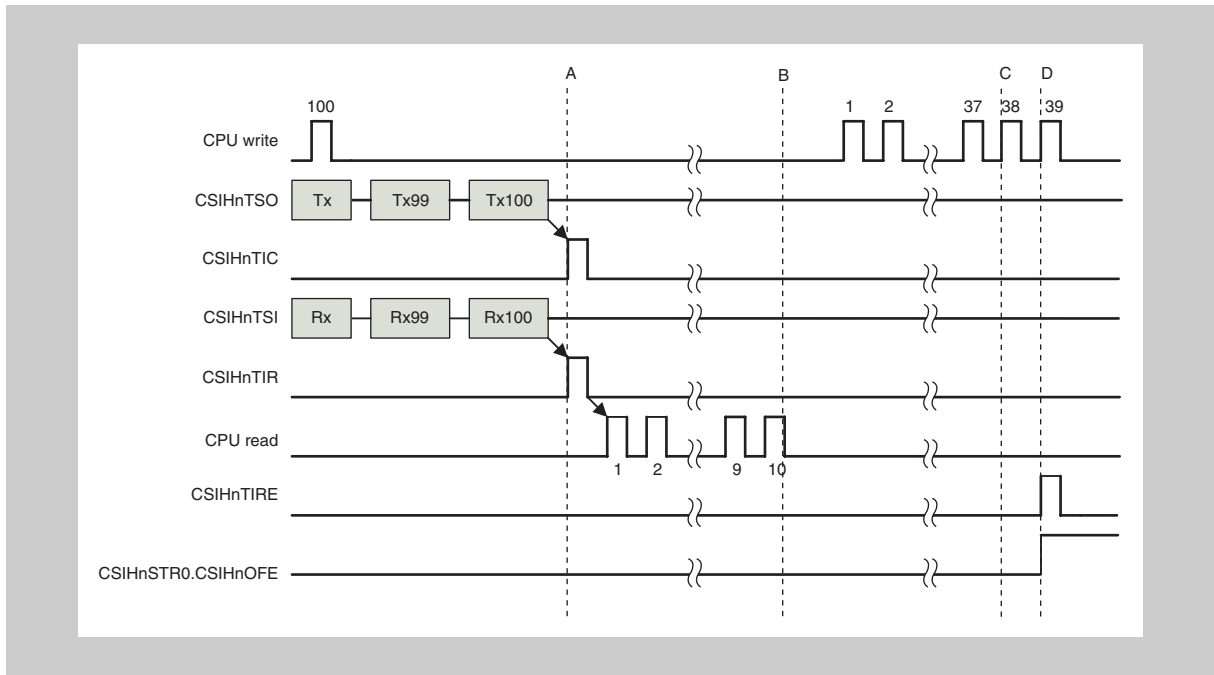 A B C D
100 1 2 37 38 39
CPU write
CSIHnTSO Tx Tx99 Tx100
CSIHnTIC
CSIHnTSI Rx Rx99 Rx100
CSIHnTIR
CPU read
1 2 9 10
CSIHnTIRE
CSIHnSTR0.CSIHnOFE